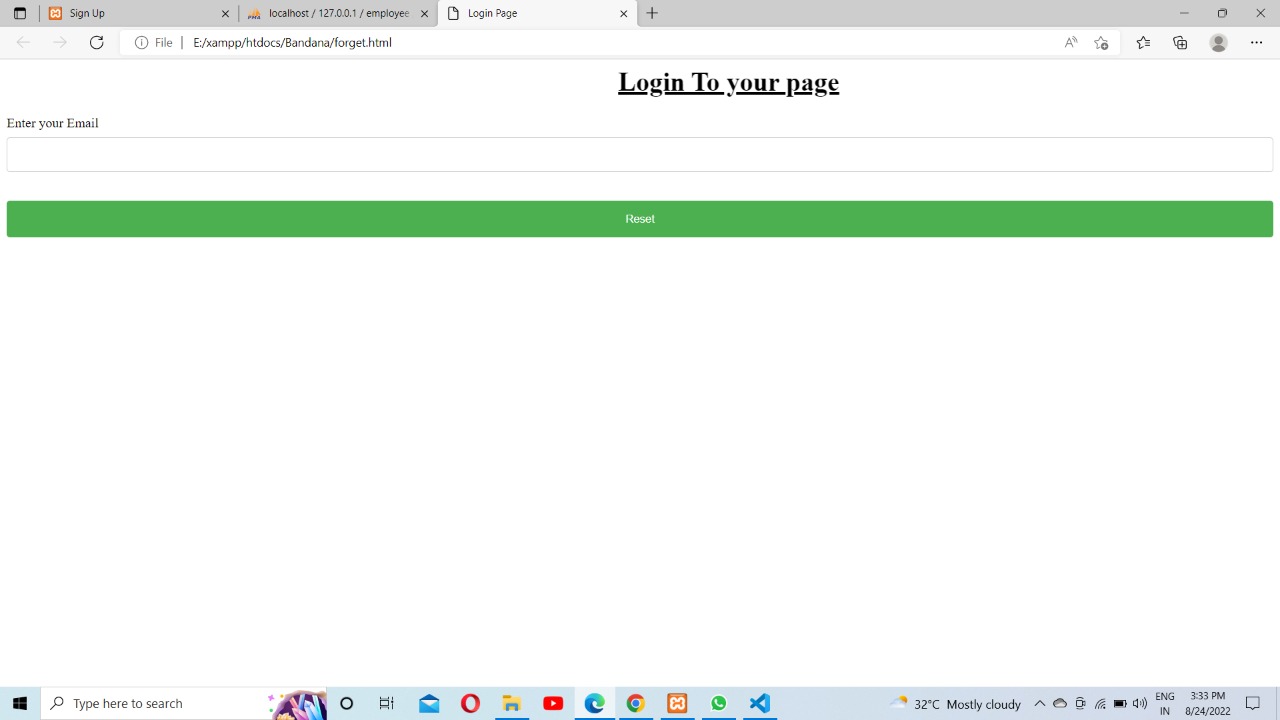 Sign up
localhost / 127.0.0.1 / employee
Login Page
File
E:/xampp/htdocs/Bandana/forget.html
Login To your page
Enter your Email
Reset
Type here to search
32°C Mostly cloudy
ENG
IN
3:33 PM
8/24/2022